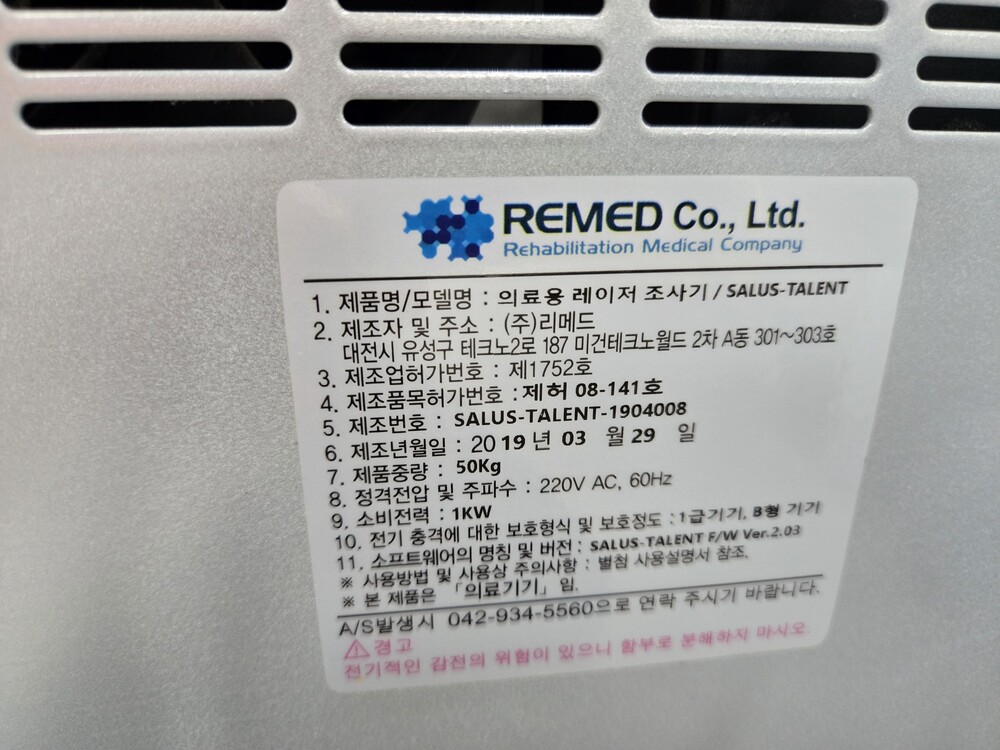 REMED Co., Ltd.
Rehabilitation Medical Company
1. 제품명/모델명 : 의료용 레이저 조사기 / SALUS-TALENT
2. 제조자 및 주소 : (주)리메드
대전시 유성구 테크노2로 187 미건테크노월드 2차 A동 301~303호
3. 제조업허가번호 : 제1752호
4. 제조품목허가번호 : 제허 08-141호
5. 제조번호 : SALUS-TALENT-1904008
6. 제조년월일 : 2019 년 03 월 29 일
7. 제품중량 : 50Kg
8. 정격전압 및 주파수 : 220V AC, 60Hz
9. 소비전력 : 1KW
10. 전기 충격에 대한 보호형식 및 보호정도 : 1급기기, B형 기기
11. 소프트웨어의 명칭 및 버전 : SALUS-TALENT F/W Ver.2.03
※ 사용방법 및 사용상 주의사항 : 별첨 사용설명서 참조.
※ 본 제품은 「의료기기」 임.
A/S발생시 042-934-5560으로 연락 주시기 바랍니다.
⚠경고
전기적인 감전의 위험이 있으니 함부로 분해하지 마시오.